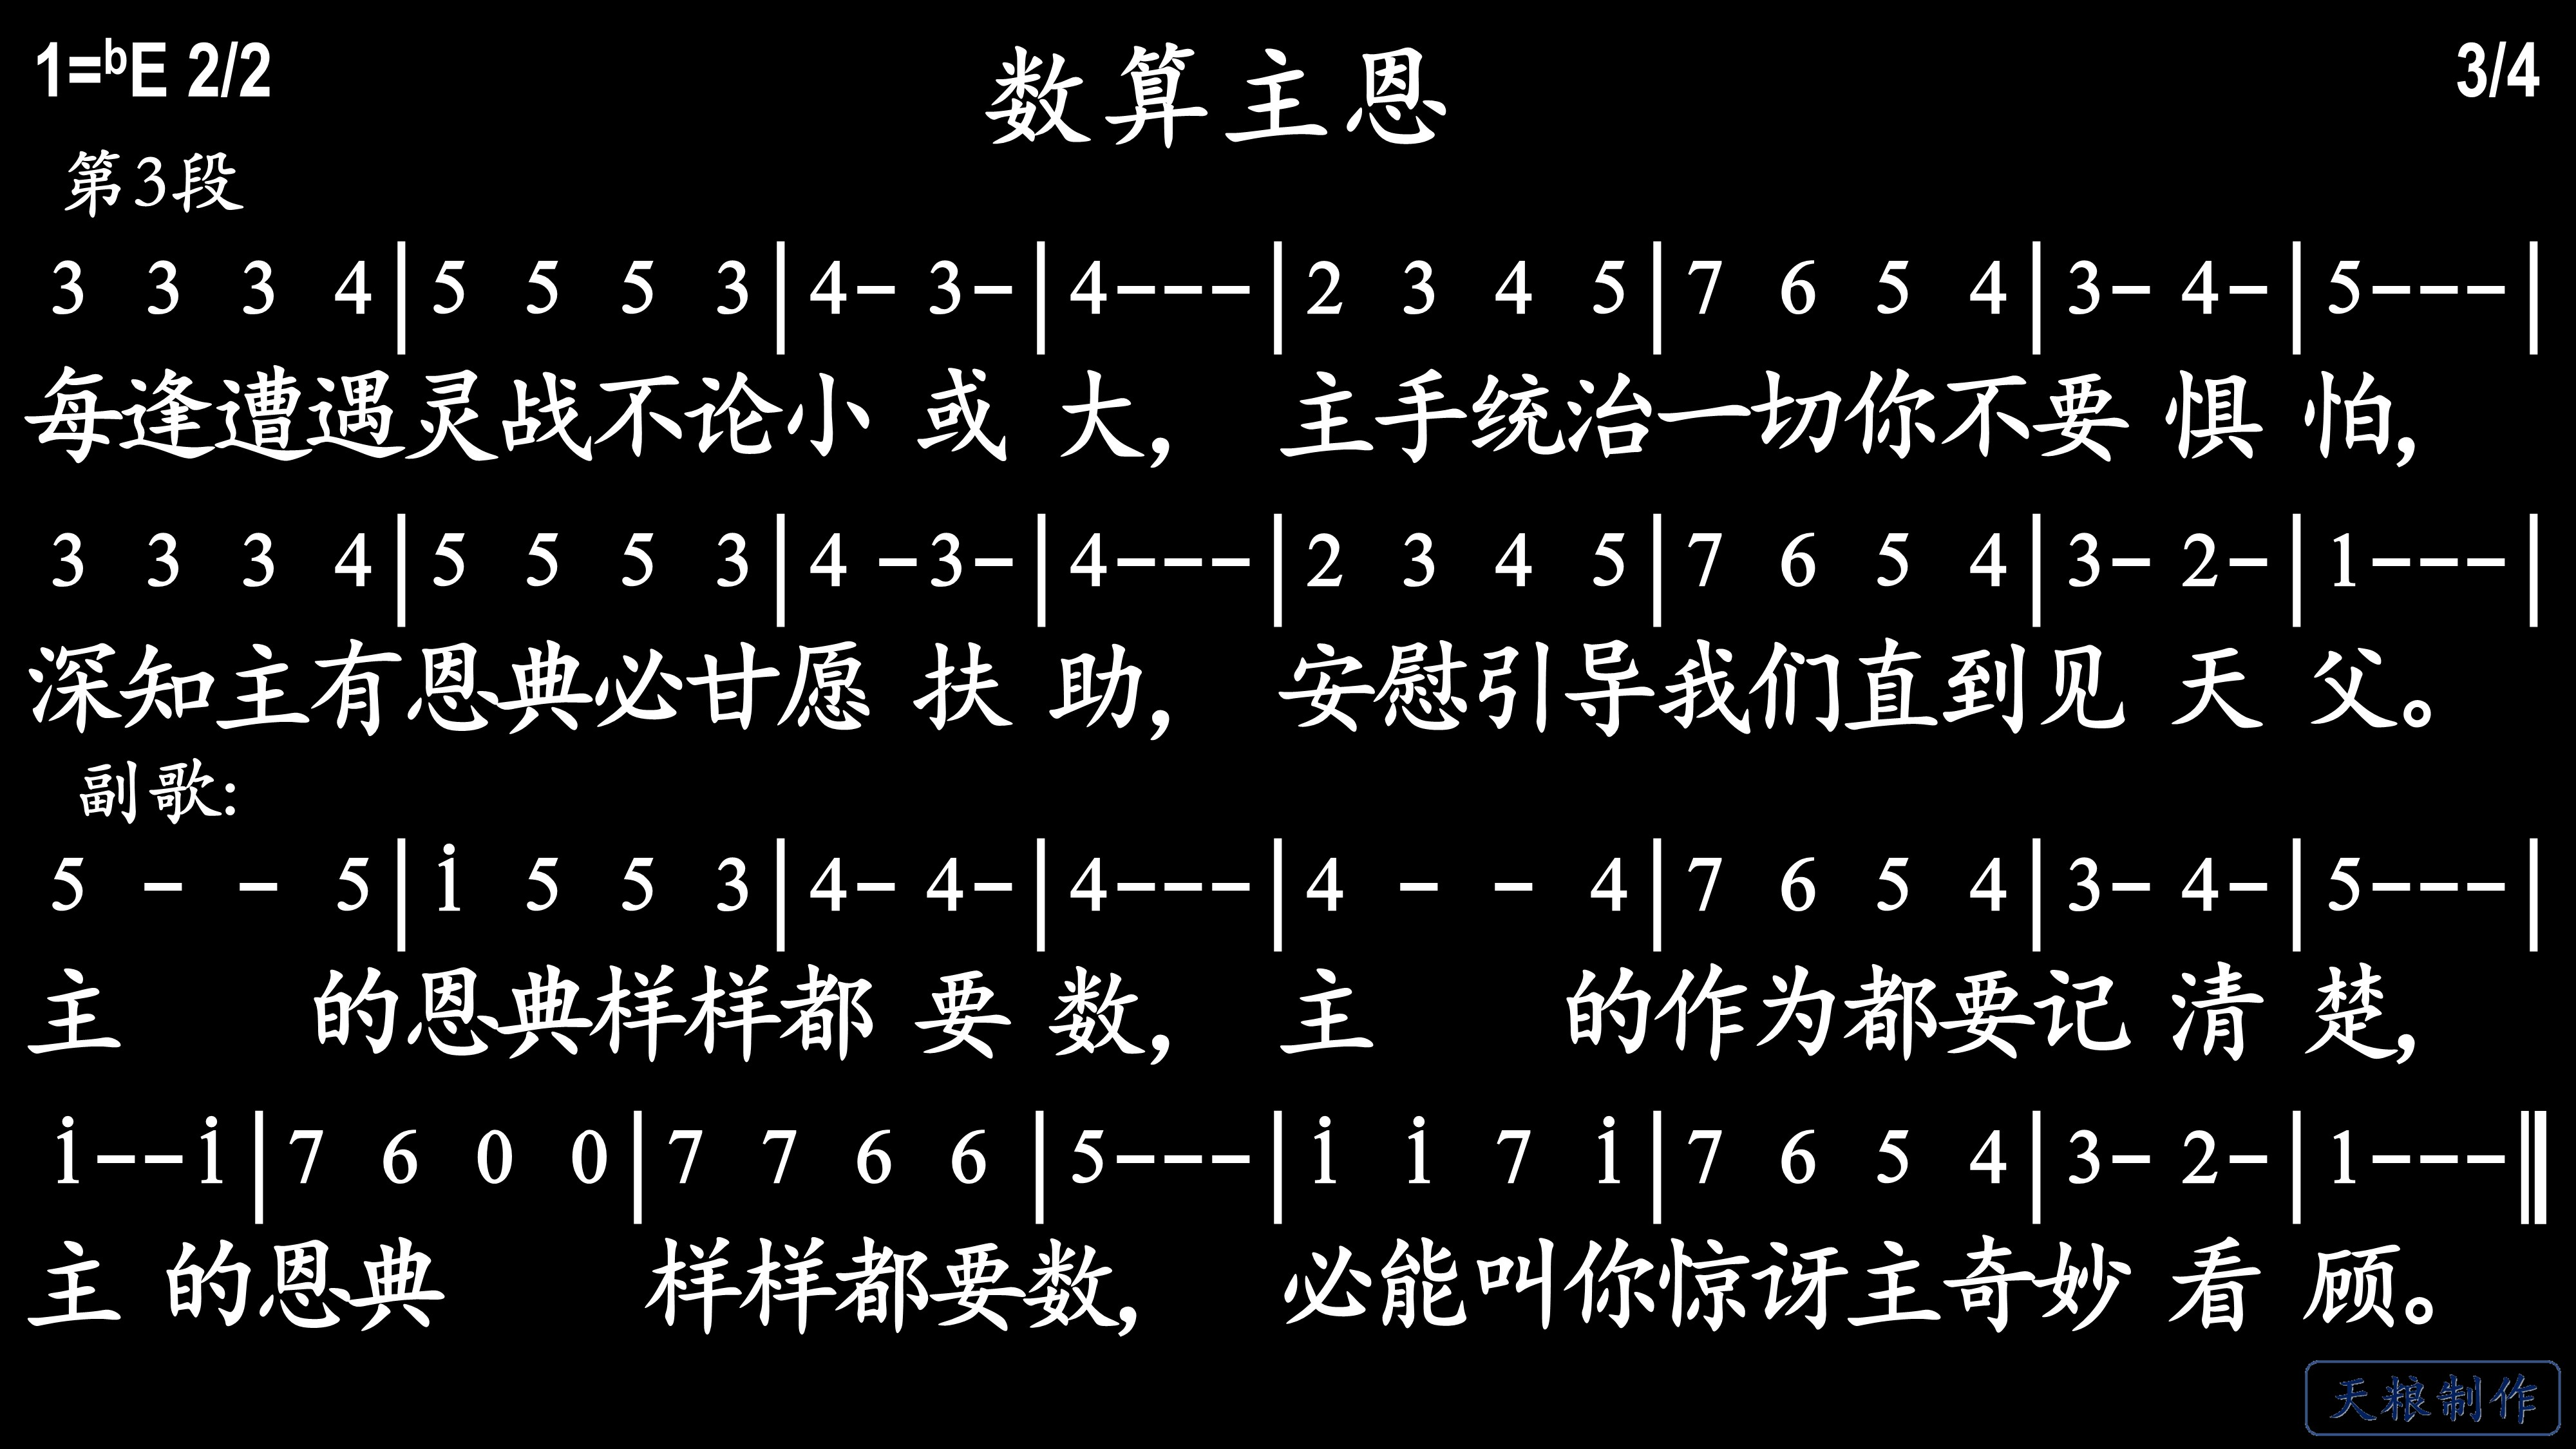 1=ᵇE 2/2 数算主恩 3/4
第3段
3 3 3 4|5 5 5 3|4- 3-|4---|2 3 4 5|7 6 5 4|3- 4-|5---|
每逢遭遇灵战不论小 或 大, 主手统治一切你不要 惧 怕,
3 3 3 4|5 5 5 3|4 -3-|4---|2 3 4 5|7 6 5 4|3- 2-|1---|
深知主有恩典必甘愿 扶 助, 安慰引导我们直到见 天 父。
副歌:
5 - - 5|i 5 5 3|4- 4-|4---|4 - - 4|7 6 5 4|3- 4-|5---|
主 的恩典样样都 要 数, 主 的作为都要记 清 楚,
i--i|7 6 0 0|7 7 6 6|5---|i i 7 i|7 6 5 4|3- 2-|1---‖
主 的恩典 样样都要数, 必能叫你惊讶主奇妙 看 顾。
天粮制作